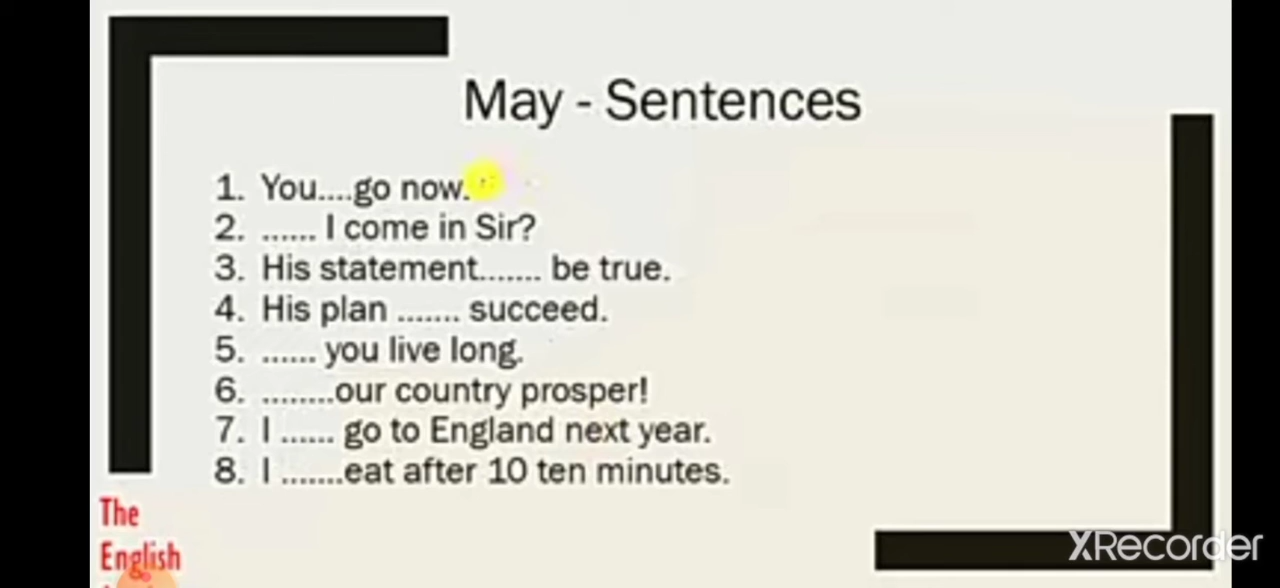 May - Sentences
1. You....go now.
2. ...... I come in Sir?
3. His statement....... be true.
4. His plan ....... succeed.
5. ...... you live long.
6. ........our country prosper!
7. I ...... go to England next year.
8. I .......eat after 10 ten minutes.
The
English
XRecorder